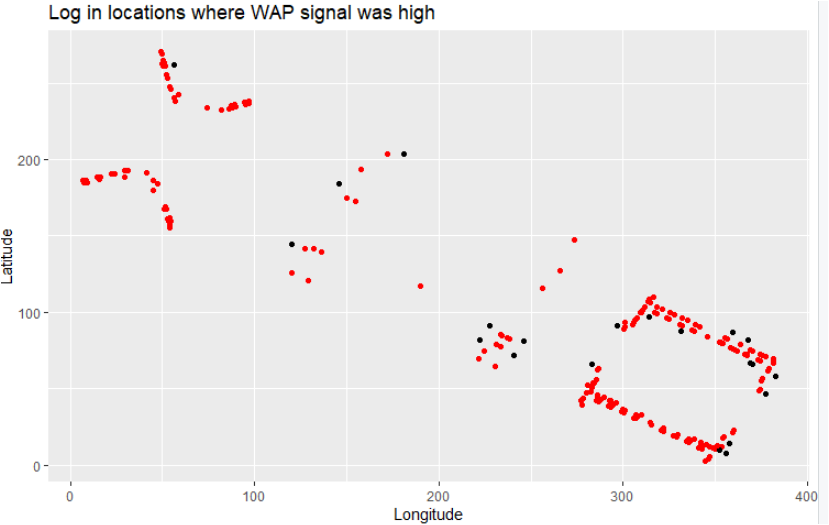 Log in locations where WAP signal was high
Latitude
200
100
0
0 100 200 300 400
Longitude